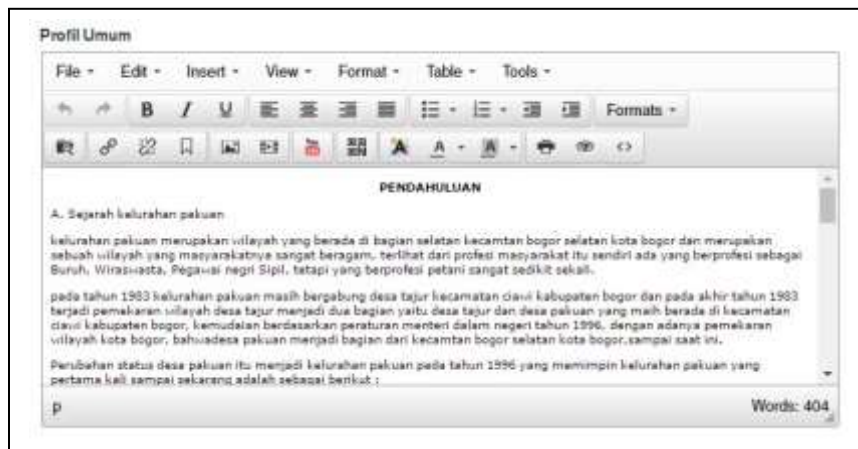 Profil Umum
File Edit Insert View Format Table Tools
B I U Formats
A A A
PENDAHULUAN
A. Sejarah kelurahan pakuan
kelurahan pakuan merupakan wilayah yang berada di bagian selatan kecamtan bogor selatan kota bogor dan merupakan
sebuah wilayah yang masyarakatnya sangat beragam, terlihat dari profesi masyarakat itu sendiri ada yang berprofesi sebagai
Buruh, Wiraswasta, Pegawai negri Sipil, tetapi yang berprofesi petani sangat sedikit sekali.
pada tahun 1983 kelurahan pakuan masih bergabung desa tajur kecamatan ciawi kabupaten bogor dan pada akhir tahun 1983
terjadi pemekaran wilayah desa tajur menjadi dua bagian yaitu desa tajur dan desa pakuan yang maih berada di kecamatan
ciawi kabupaten bogor, kemudaian berdasarkan peraturan menteri dalam negeri tahun 1996, dengan adanya pemekaran
wilayah kota bogor, bahwadesa pakuan menjadi bagian dari kecamtan bogor selatan kota bogor,sampai saat ini.
Perubahan status desa pakuan itu menjadi kelurahan pakuan pada tahun 1996 yang memimpin kelurahan pakuan yang
pertama kali sampai sekarang adalah sebagai berikut :
p Words: 404